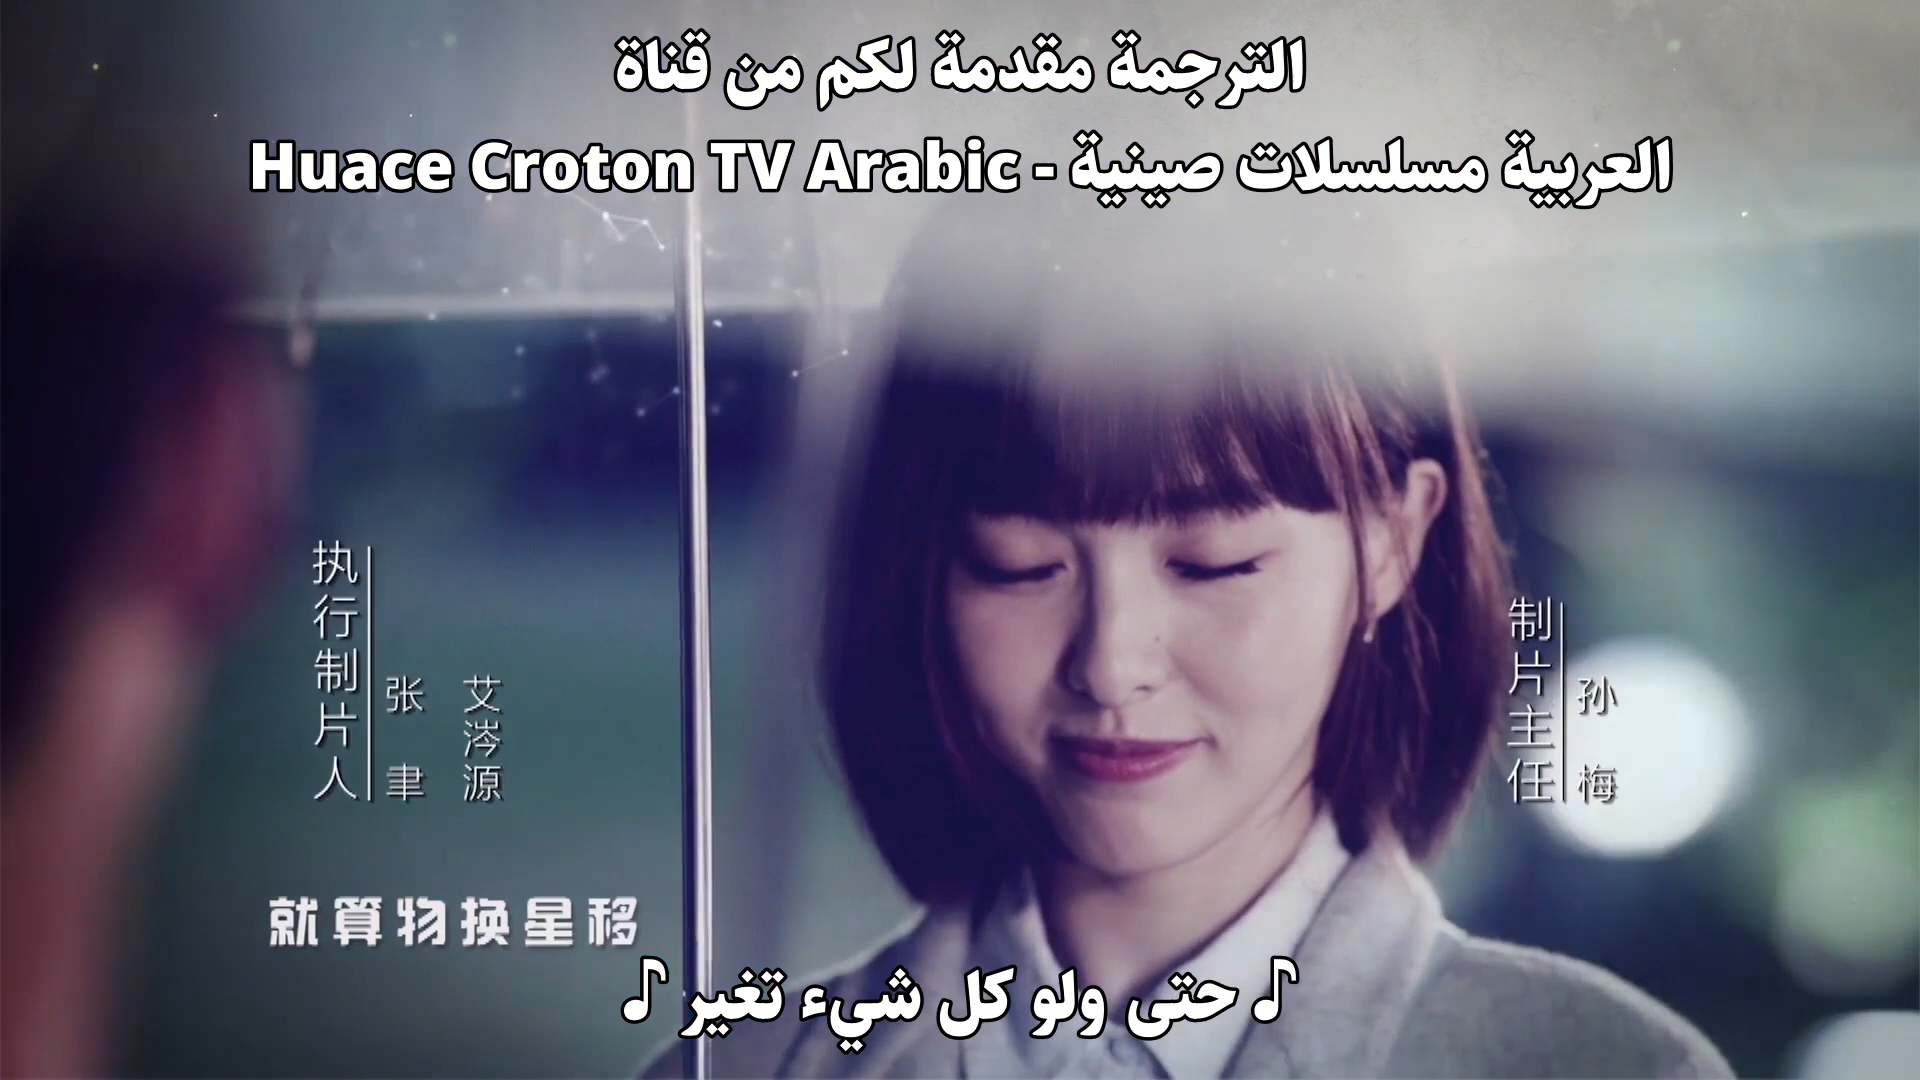 الترجمة مقدمة لكم من قناة
العربية مسلسلات صينية - Huace Croton TV Arabic
执行制片人
张聿
艾涔源
制片主任
孙梅
就算物换星移
♪ حتى ولو كل شيء تغير ♪